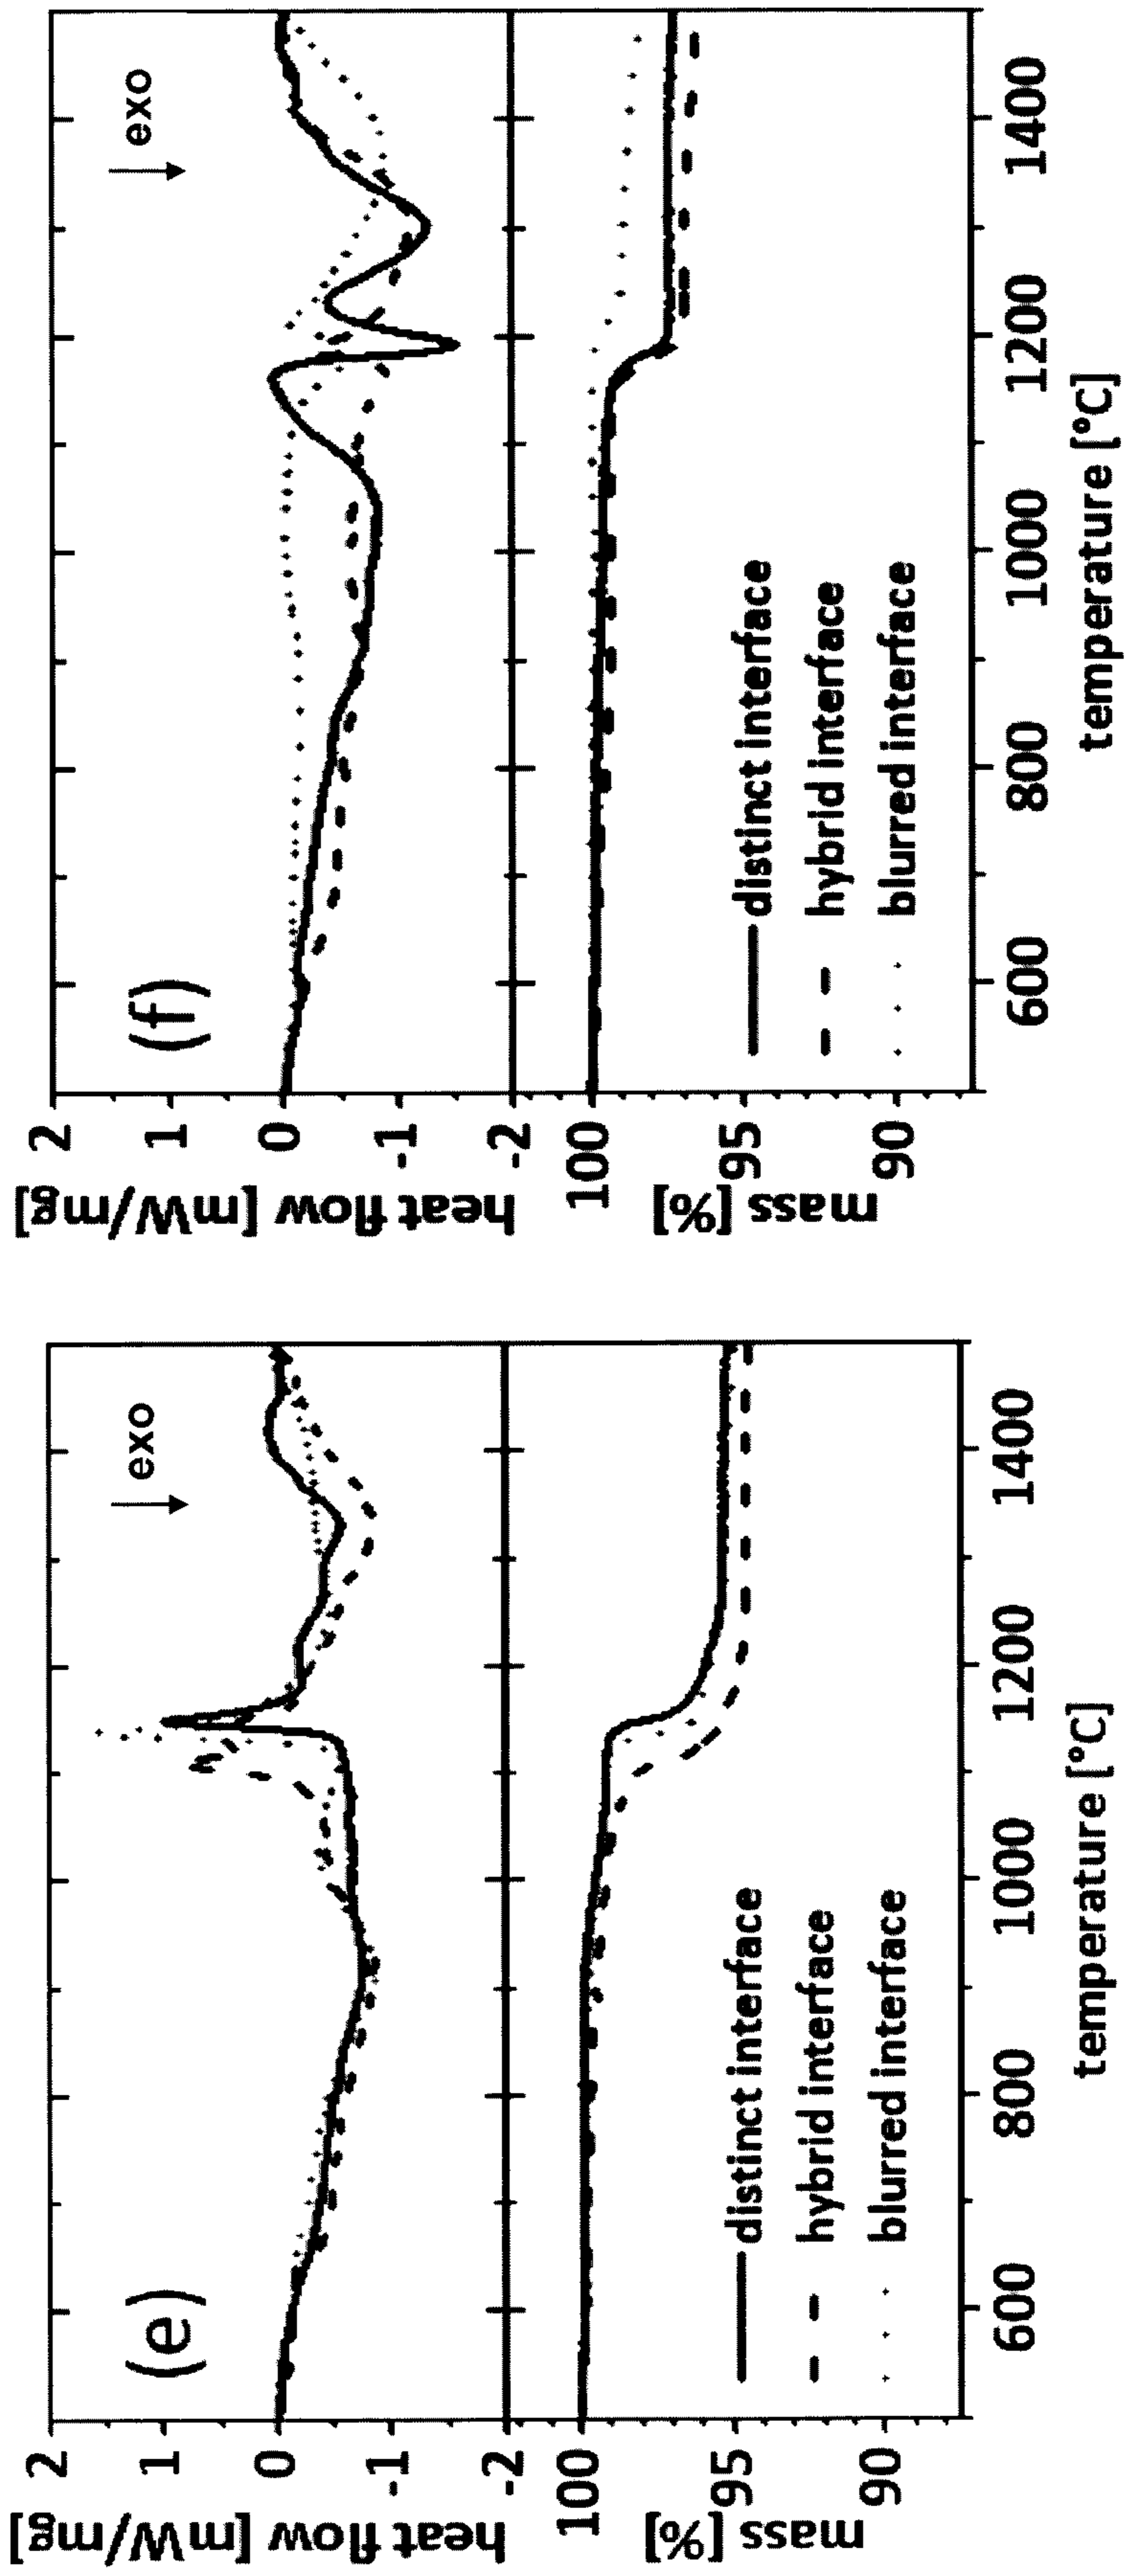 (e)
exo
2
1
0
-1
-2
heat flow [mW/mg]
100
95
90
mass [%]
distinct interface
hybrid interface
blurred interface
600 800 1000 1200 1400
temperature [°C]
(f)
exo
2
1
0
-1
-2
heat flow [mW/mg]
100
95
90
mass [%]
distinct interface
hybrid interface
blurred interface
600 800 1000 1200 1400
temperature [°C]